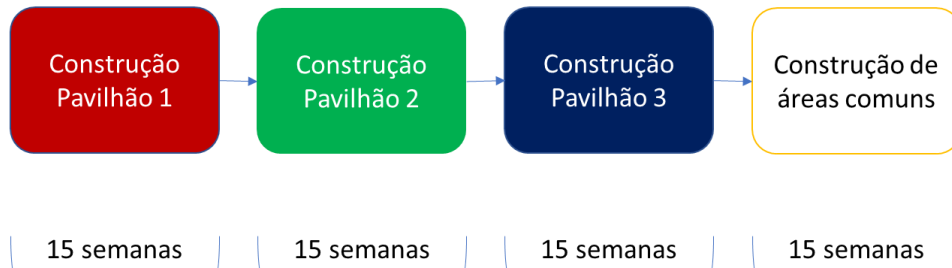 Construção
Pavilhão 1
Construção
Pavilhão 2
Construção
Pavilhão 3
Construção de
áreas comuns
15 semanas
15 semanas
15 semanas
15 semanas